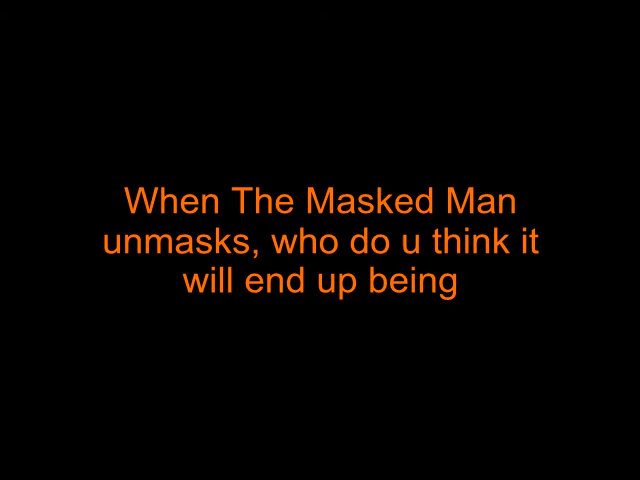 When The Masked Man
unmasks, who do u think it
will end up being